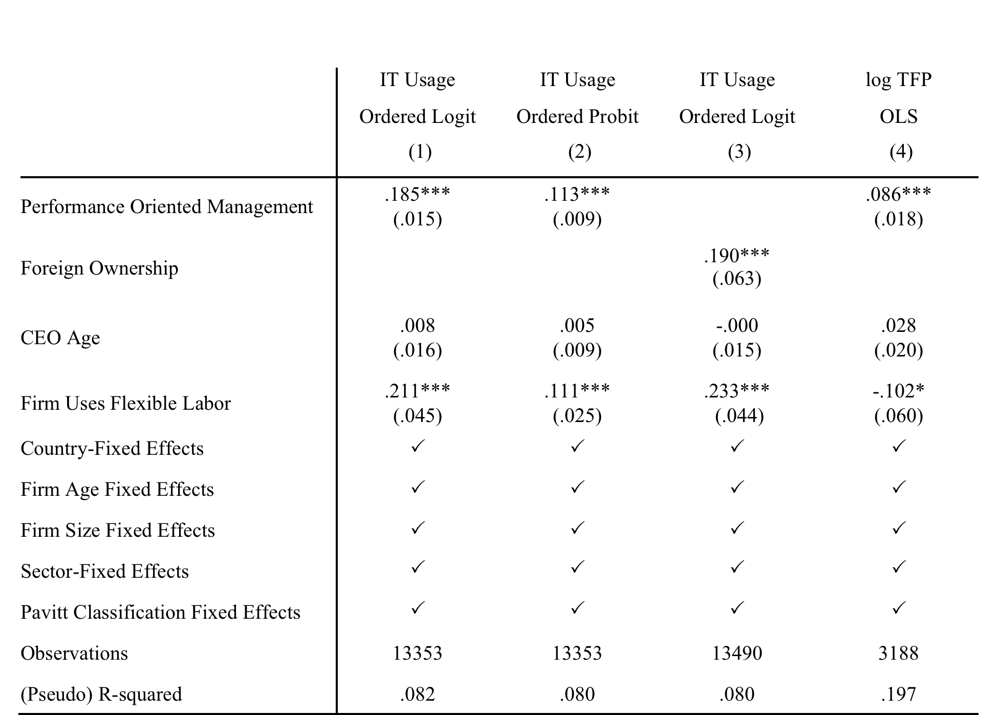 IT Usage IT Usage IT Usage log TFP
Ordered Logit Ordered Probit Ordered Logit OLS
(1) (2) (3) (4)
Performance Oriented Management .185*** .113*** .086***
(.015) (.009) (.018)
Foreign Ownership .190***
(.063)
CEO Age .008 .005 -.000 .028
(.016) (.009) (.015) (.020)
Firm Uses Flexible Labor .211*** .111*** .233*** -.102*
(.045) (.025) (.044) (.060)
Country-Fixed Effects ✓ ✓ ✓ ✓
Firm Age Fixed Effects ✓ ✓ ✓ ✓
Firm Size Fixed Effects ✓ ✓ ✓ ✓
Sector-Fixed Effects ✓ ✓ ✓ ✓
Pavitt Classification Fixed Effects ✓ ✓ ✓ ✓
Observations 13353 13353 13490 3188
(Pseudo) R-squared .082 .080 .080 .197